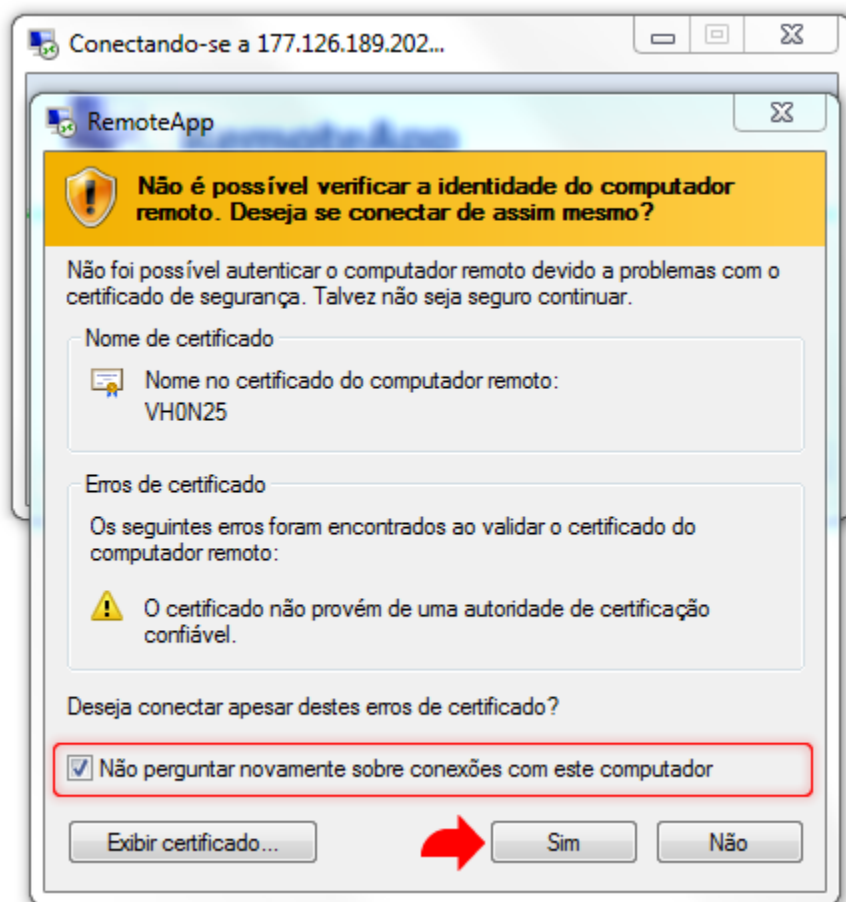 Conectando-se a 177.126.189.202...
RemoteApp
RemoteApp
Não é possível verificar a identidade do computador
remoto. Deseja se conectar de assim mesmo?
Não foi possível autenticar o computador remoto devido a problemas com o
certificado de segurança. Talvez não seja seguro continuar.
Nome de certificado
Nome no certificado do computador remoto:
VH0N25
Erros de certificado
Os seguintes erros foram encontrados ao validar o certificado do
computador remoto:
O certificado não provém de uma autoridade de certificação
confiável.
Deseja conectar apesar destes erros de certificado?
Não perguntar novamente sobre conexões com este computador
Exibir certificado...
Sim
Não